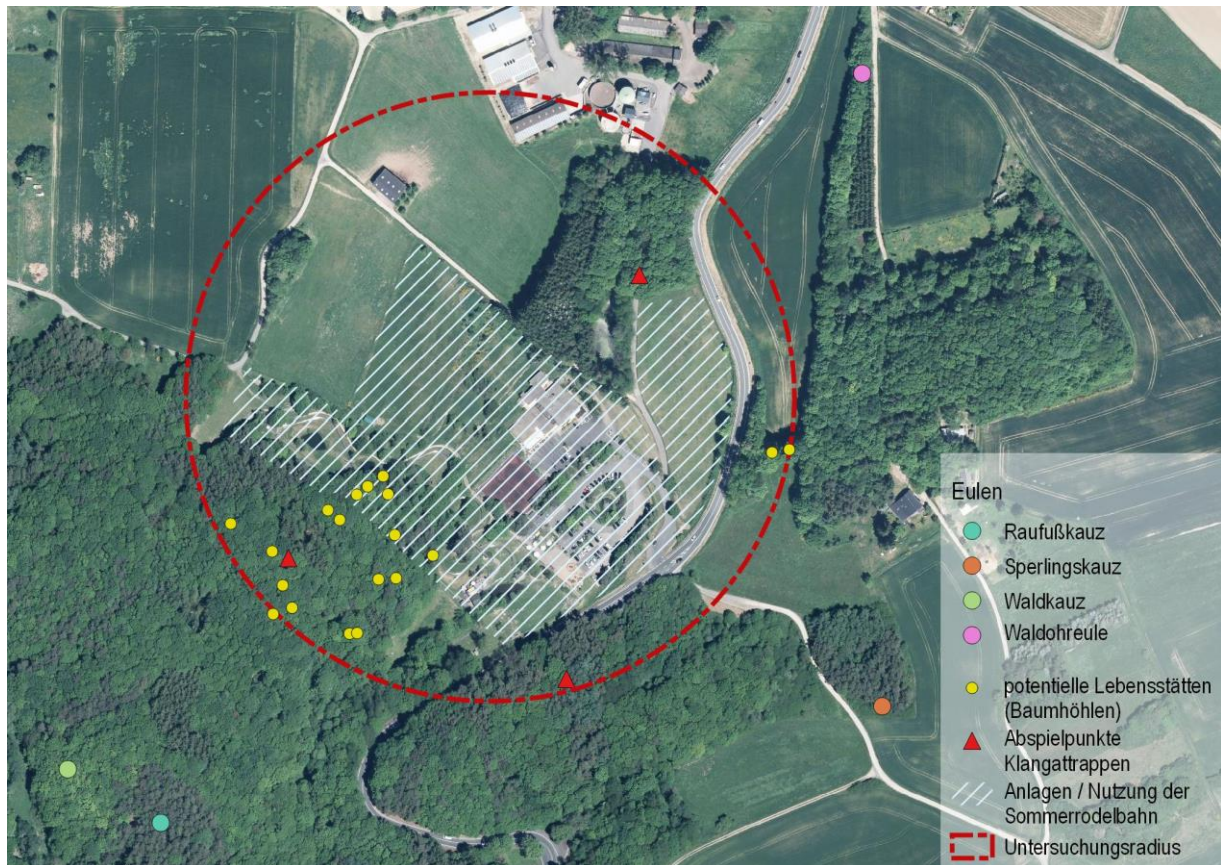 Eulen
Raufußkauz
Sperlingskauz
Waldkauz
Waldohreule
potentielle Lebensstätten
(Baumhöhlen)
Abspielpunkte
Klangattrappen
Anlagen / Nutzung der
Sommerrodelbahn
Untersuchungsradius